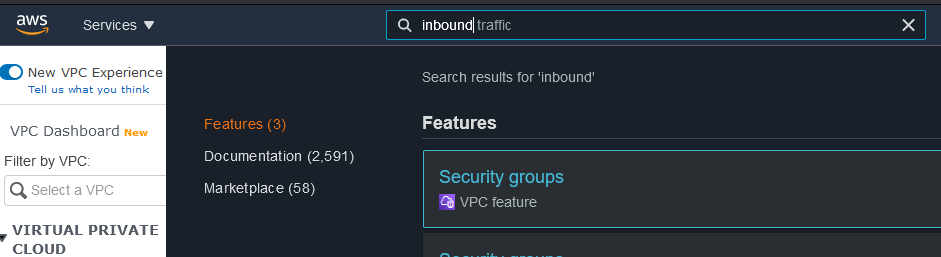 aws
Services
inbound traffic
New VPC Experience
Tell us what you think
Search results for 'inbound'
VPC Dashboard New
Filter by VPC:
Select a VPC
VIRTUAL PRIVATE
CLOUD
Features (3)
Documentation (2,591)
Marketplace (58)
Features
Security groups
VPC feature
Security groups